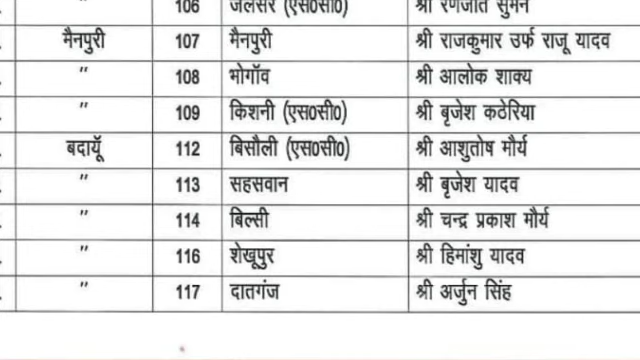 106 जलेसर (एस0सी0) श्री रणजीत सुमन
मैनपुरी 107 मैनपुरी श्री राजकुमार उर्फ राजू यादव
" 108 भोगॉव श्री आलोक शाक्य
" 109 किशनी (एस0सी0) श्री बृजेश कठेरिया
बदायूॅ 112 बिसौली (एस0सी0) श्री आशुतोष मौर्य
" 113 सहसवान श्री बृजेश यादव
" 114 बिल्सी श्री चन्द्र प्रकाश मौर्य
" 116 शेखूपुर श्री हिमांशु यादव
" 117 दातगंज श्री अर्जुन सिंह